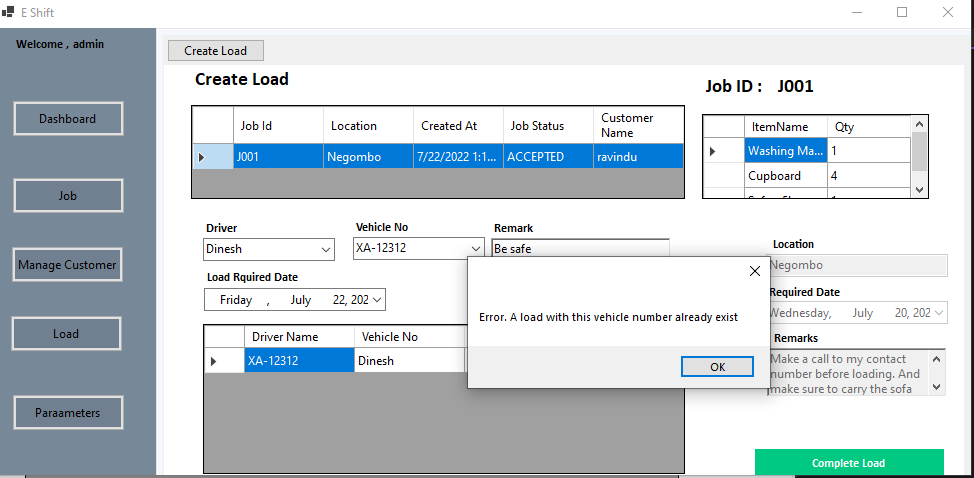 E Shift
Welcome , admin
Dashboard
Job
Manage Customer
Load
Paraameters
Create Load
Create Load
Job Id Location Created At Job Status Customer Name
J001 Negombo 7/22/2022 1:1... ACCEPTED ravindu
Job ID : J001
ItemName Qty
Washing Ma... 1
Cupboard 4
Driver Vehicle No Remark
Dinesh XA-12312 Be safe
Load Rquired Date
Friday , July 22, 202
Driver Name Vehicle No
XA-12312 Dinesh
Error. A load with this vehicle number already exist
OK
Location
Negombo
Required Date
Wednesday, July 20, 202
Remarks
Make a call to my contact
number before loading. And
make sure to carry the sofa
Complete Load